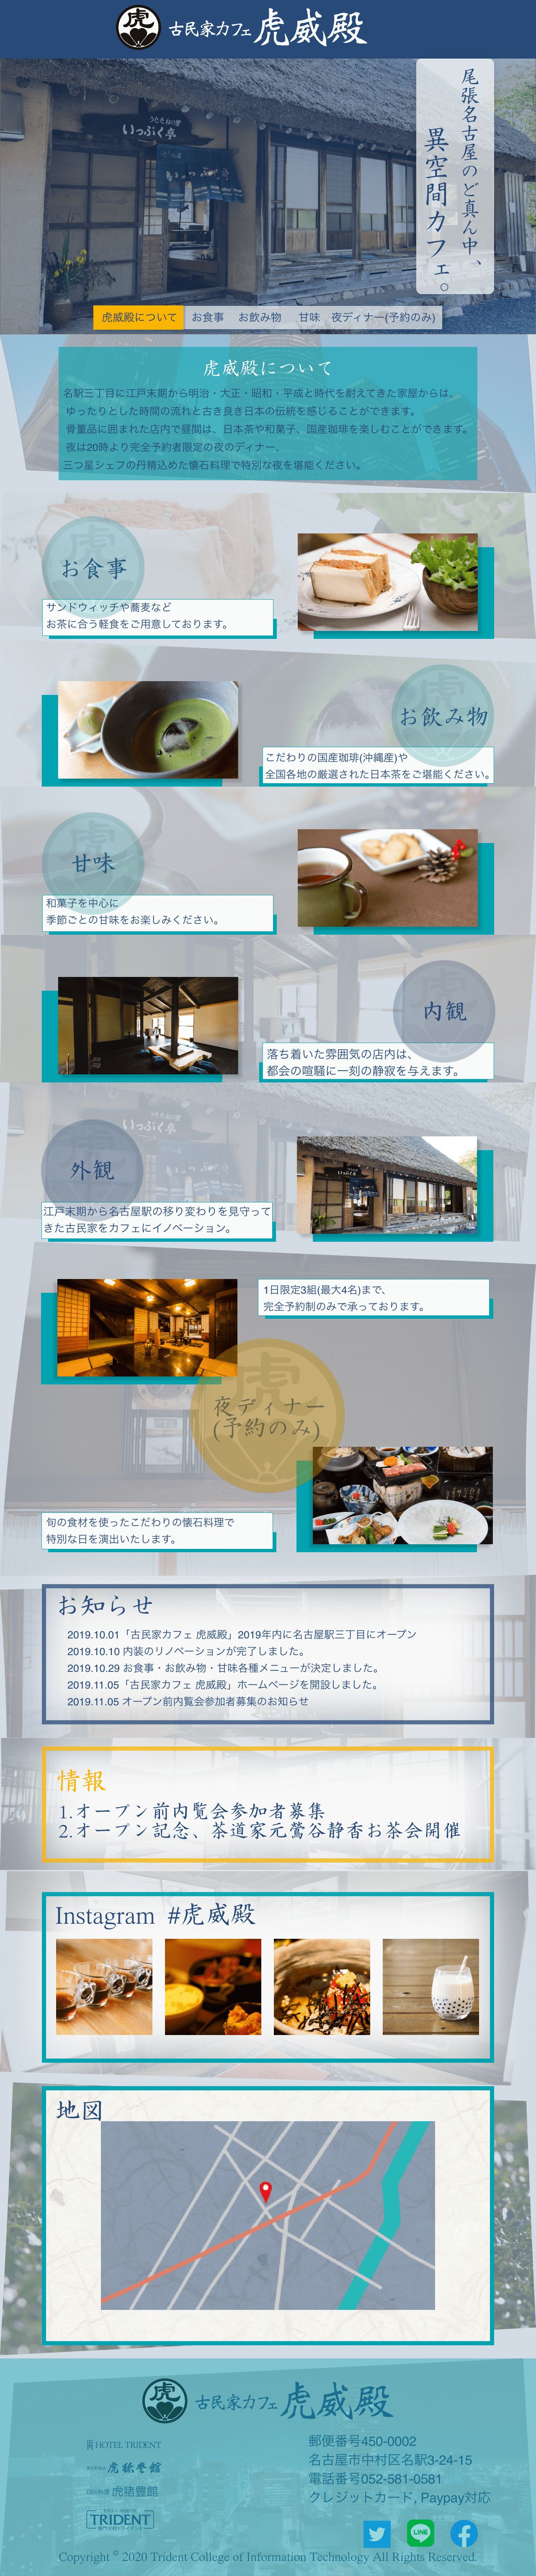 虎
古民家カフェ 虎威殿
うたたねの里
いっぷく亭
尾張名古屋のど真ん中、
異空間カフェ。
虎威殿について お食事 お飲み物 甘味 夜ディナー(予約のみ)
虎威殿について
名駅三丁目に江戸末期から明治・大正・昭和・平成と時代を耐えてきた家屋からは、
ゆったりとした時間の流れと古き良き日本の伝統を感じることができます。
骨董品に囲まれた店内で昼間は、日本茶や和菓子、国産珈琲を楽しむことができます。
夜は20時より完全予約者限定の夜のディナー、
三つ星シェフの丹精込めた懐石料理で特別な夜を堪能ください。
お食事
サンドウィッチや蕎麦など
お茶に合う軽食をご用意しております。
お飲み物
こだわりの国産珈琲(沖縄産)や
全国各地の厳選された日本茶をご堪能ください。
甘味
和菓子を中心に
季節ごとの甘味をお楽しみください。
内観
落ち着いた雰囲気の店内は、
都会の喧騒に一刻の静寂を与えます。
いっぷく亭
外観
江戸末期から名古屋駅の移り変わりを見守って
きた古民家をカフェにイノベーション。
1日限定3組(最大4名)まで、
完全予約制のみで承っております。
夜ディナー
(予約のみ)
旬の食材を使ったこだわりの懐石料理で
特別な日を演出いたします。
お知らせ
2019.10.01「古民家カフェ 虎威殿」2019年内に名古屋駅三丁目にオープン
2019.10.10 内装のリノベーションが完了しました。
2019.10.29 お食事・お飲み物・甘味各種メニューが決定しました。
2019.11.05「古民家カフェ 虎威殿」ホームページを開設しました。
2019.11.05 オープン前内覧会参加者募集のお知らせ
情報
1.オープン前内覧会参加者募集
2.オープン記念、茶道家元鶯谷静香お茶会開催
Instagram #虎威殿
地図
虎
古民家カフェ 虎威殿
HOTEL TRIDENT
虎猪豊館
TRIDENT
郵便番号450-0002
名古屋市中村区名駅3-24-15
電話番号052-581-0581
クレジットカード, Paypay対応
LINE
Copyright © 2020 Trident College of Information Technology All Rights Reserved.